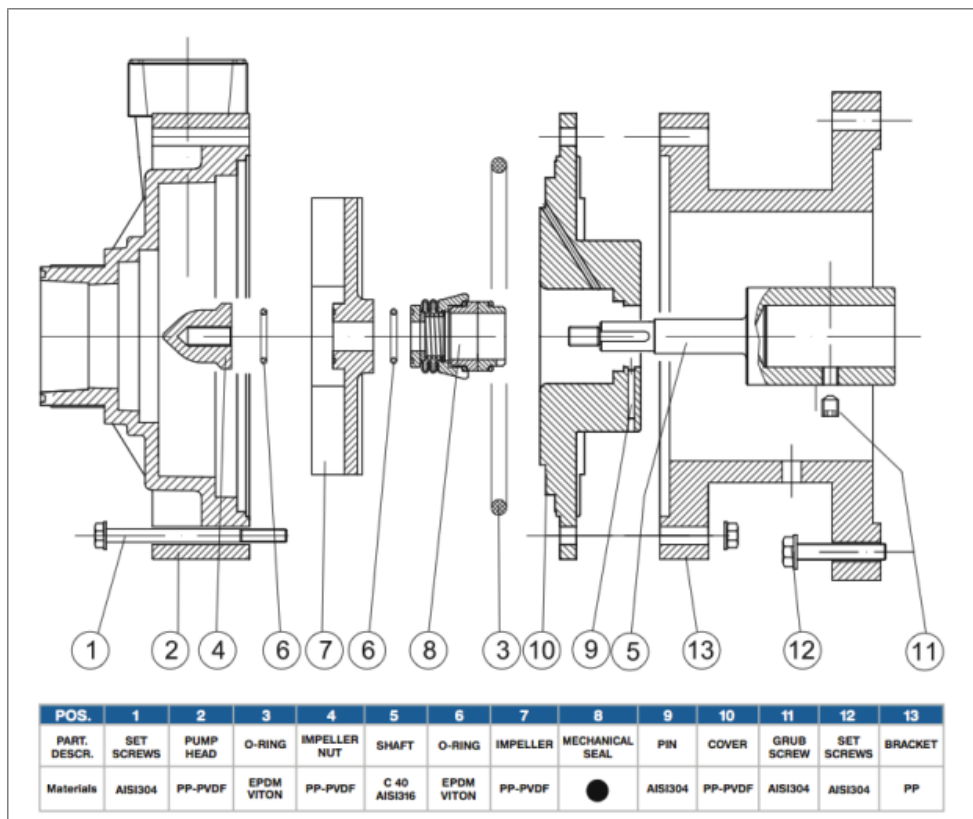 1 2 4 6 7 6 8 3 10 9 5 13 12 11
POS. 1 2 3 4 5 6 7 8 9 10 11 12 13
PART. DESCR. SET SCREWS PUMP HEAD O-RING IMPELLER NUT SHAFT O-RING IMPELLER MECHANICAL SEAL PIN COVER GRUB SCREW SET SCREWS BRACKET
Materials AISI304 PP-PVDF EPDM VITON PP-PVDF C 40 AISI316 EPDM VITON PP-PVDF ● AISI304 PP-PVDF AISI304 AISI304 PP